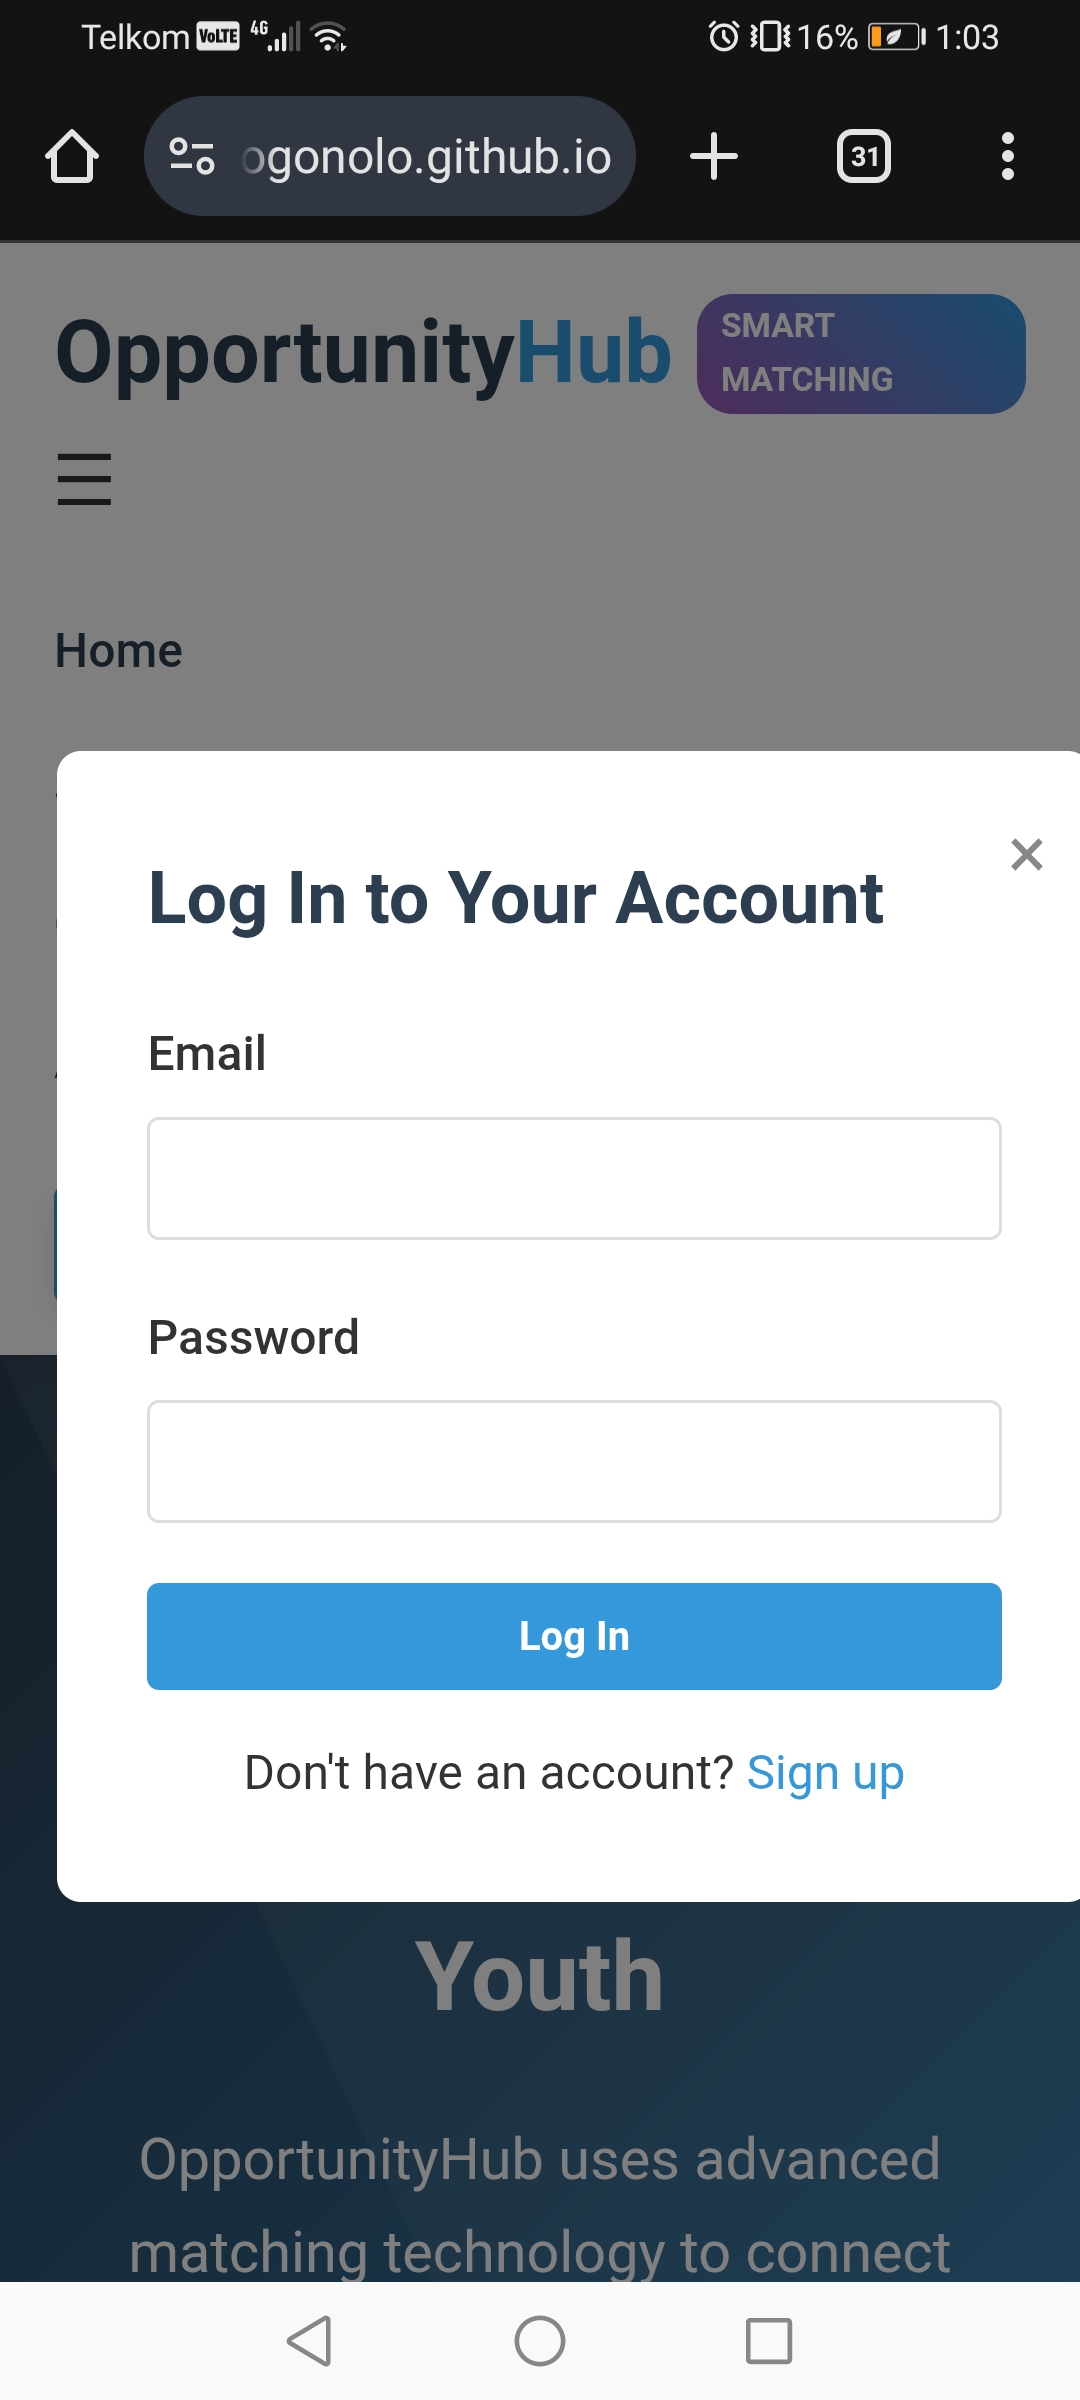 Telkom VoLTE 4G 16% 1:03
ogonolo.github.io 31
OpportunityHub SMART
MATCHING
Home
Log In to Your Account
Email
Password
Log In
Don't have an account? Sign up
Youth
OpportunityHub uses advanced
matching technology to connect